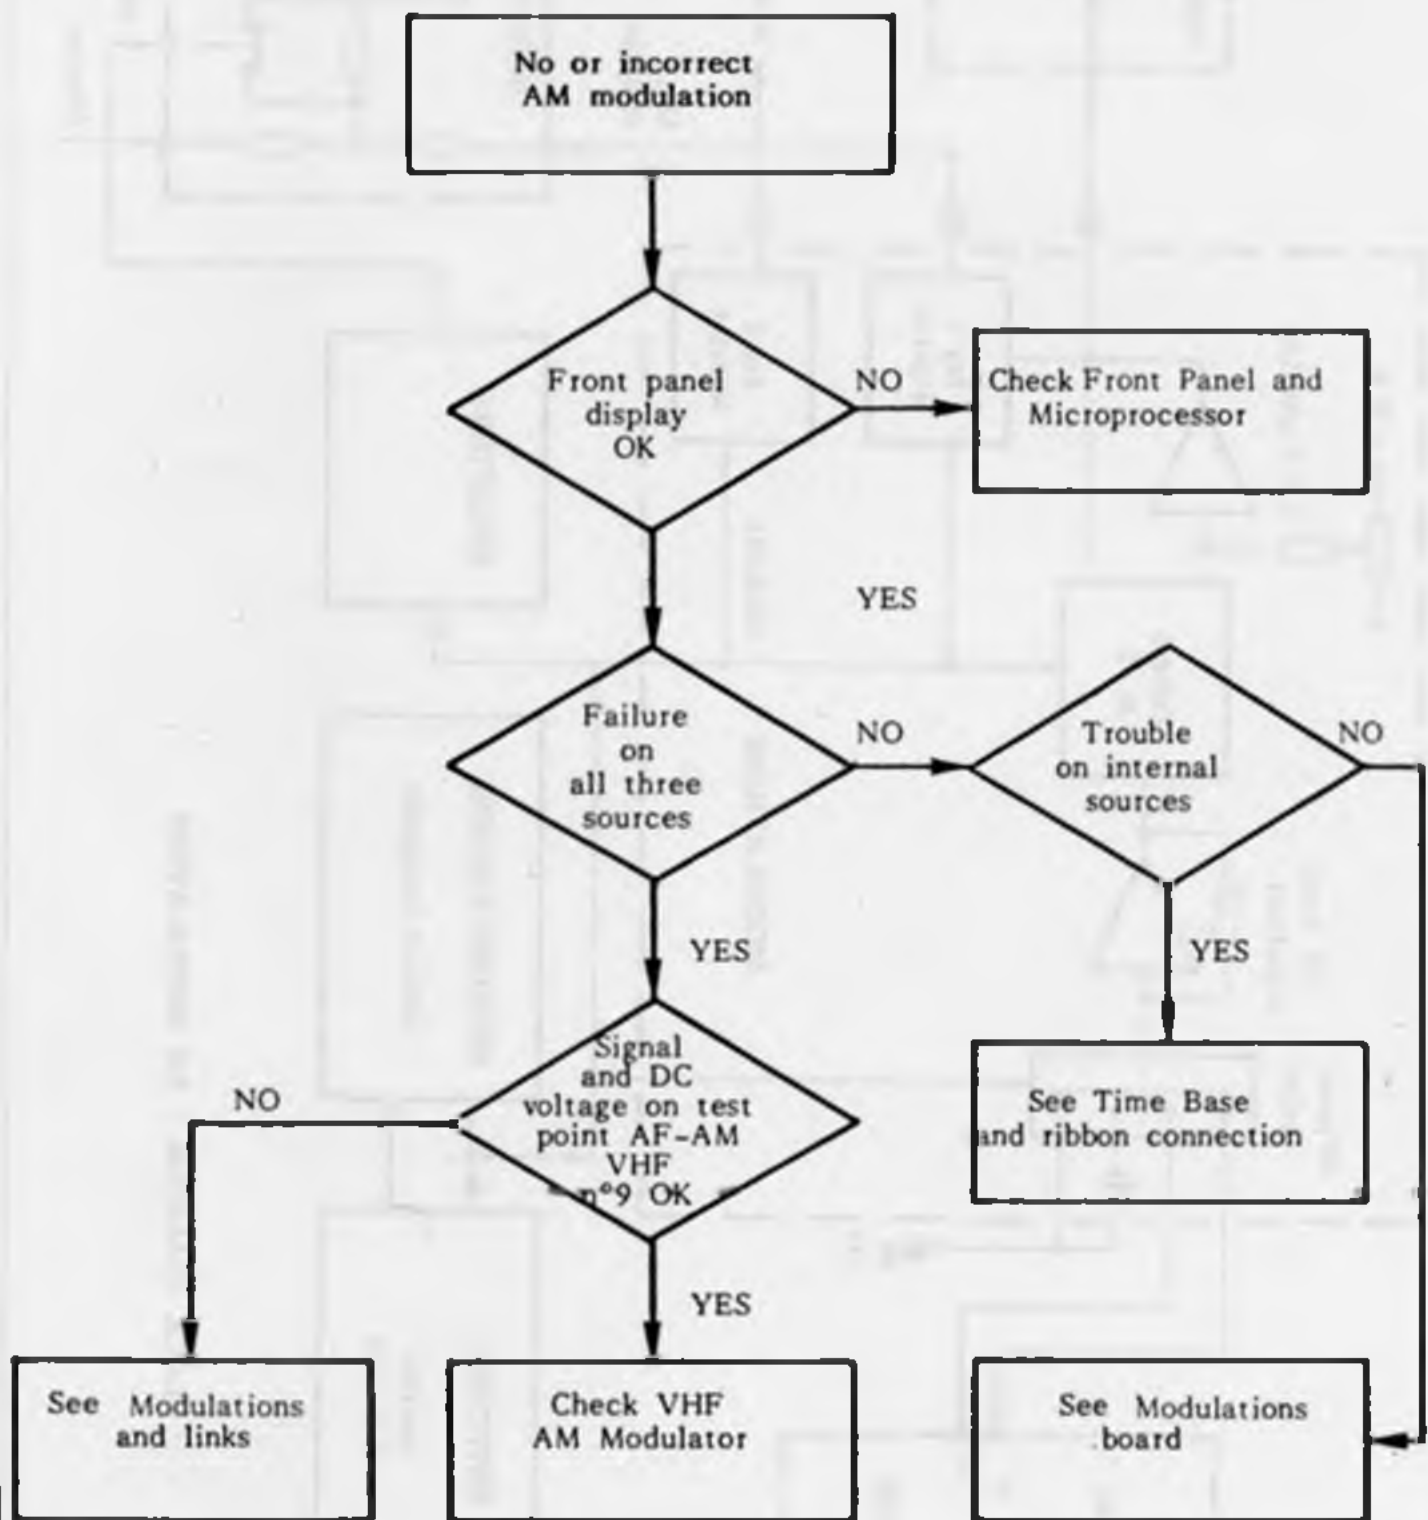 No or incorrect
AM modulation
Front panel
display
OK
NO
Check Front Panel and
Microprocessor
YES
Failure
on
all three
sources
NO
Trouble
on internal
sources
NO
YES
YES
Signal
and DC
voltage on test
point AF-AM
VHF
n°9 OK
NO
See Time Base
and ribbon connection
YES
See Modulations
and links
Check VHF
AM Modulator
See Modulations
board